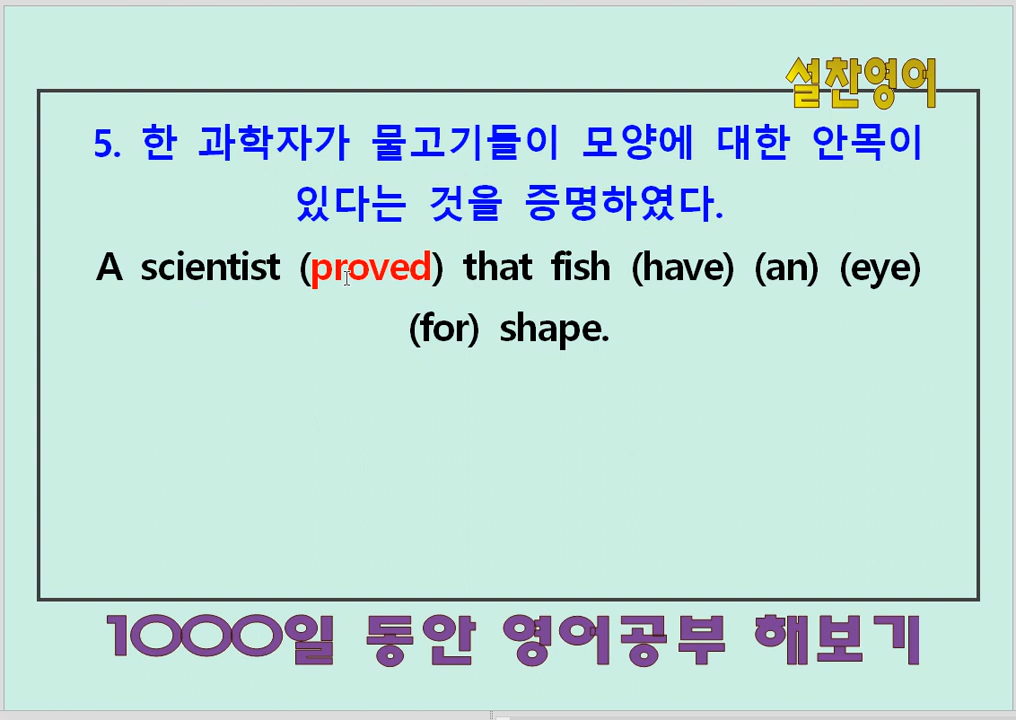 설찬영어
5. 한 과학자가 물고기들이 모양에 대한 안목이
있다는 것을 증명하였다.
A scientist (proved) that fish (have) (an) (eye)
(for) shape.
1000일 동안 영어공부 해보기